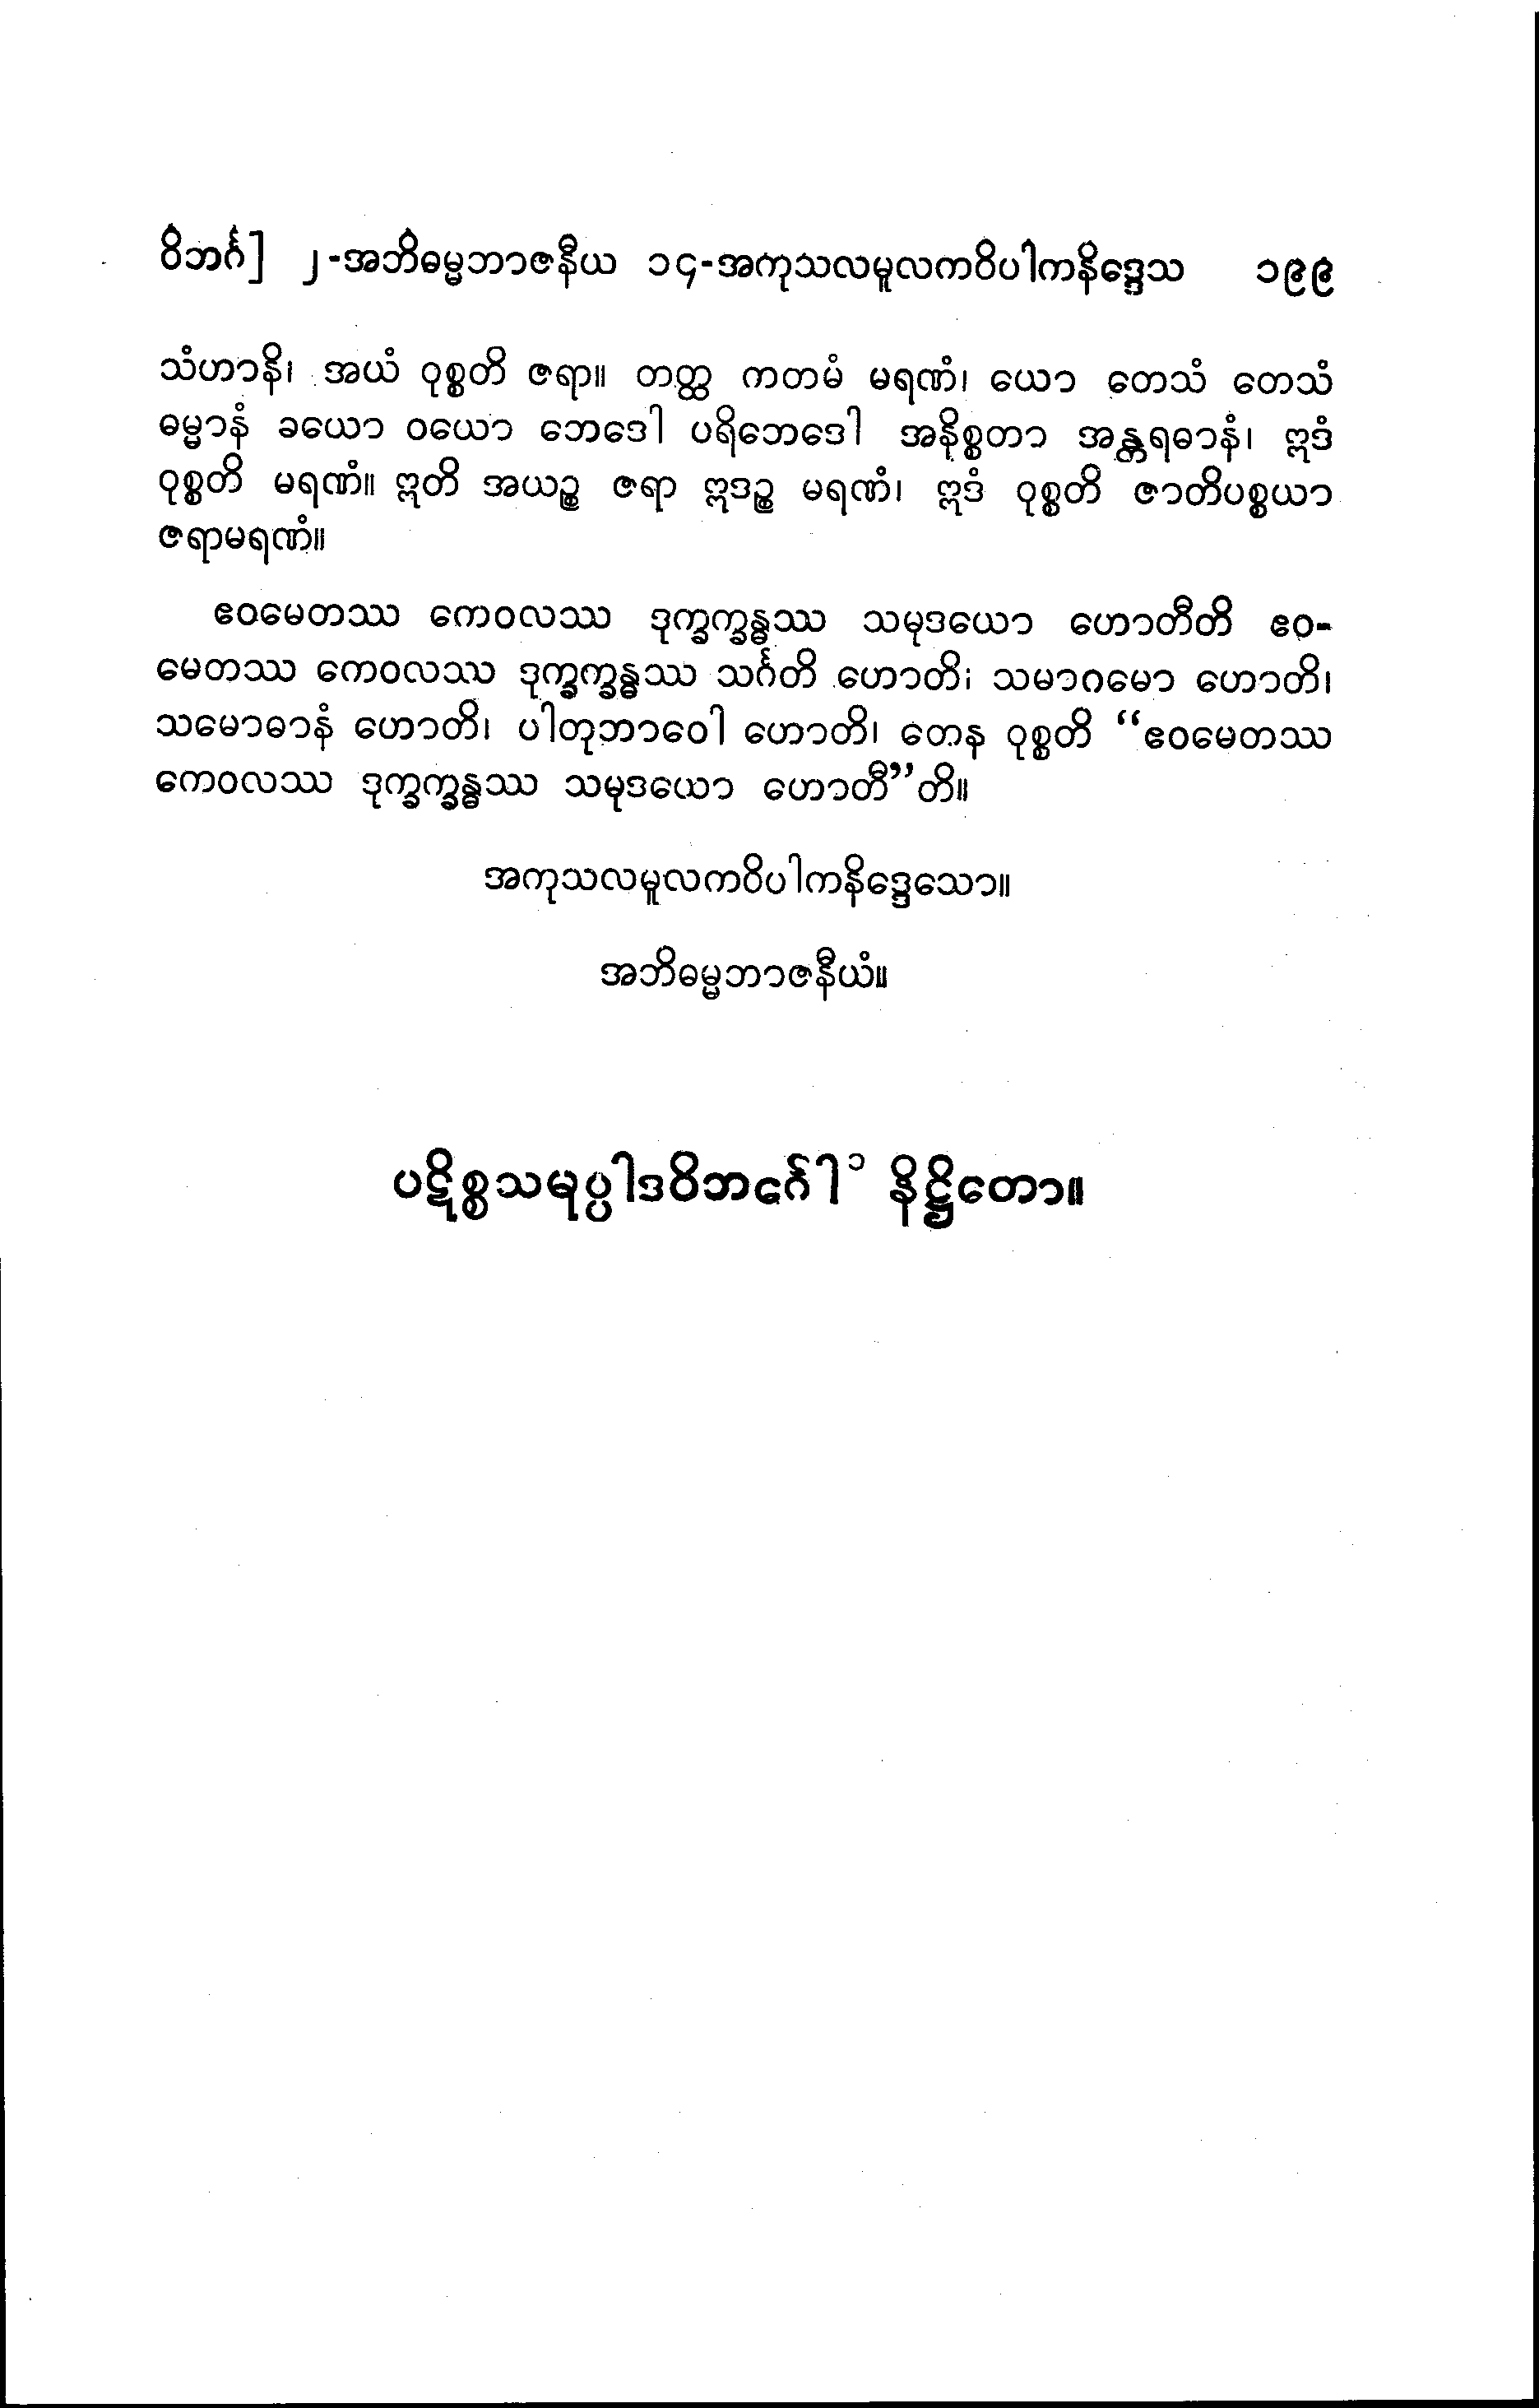 ဝိဘင်္ဂ] ၂-အဘိဓမ္မဘာဇနီယ ၁၄-အကုသလမူလကဝိပါကနိဒ္ဒေသ ၁၉၉
သံဟာနိ၊ အယံ ဝုစ္စတိ ဇရာ။ တတ္ထ ကတမံ မရဏံ၊ ယော တေသံ တေသံ
ဓမ္မာနံ ခယော ဝယော ဘေဒေါ ပရိဘေဒေါ အနိစ္စတာ အန္တရဓာနံ၊ ဣဒံ
ဝုစ္စတိ မရဏံ။ ဣတိ အယဉ္စ ဇရာ ဣဒဉ္စ မရဏံ၊ ဣဒံ ဝုစ္စတိ ဇာတိပစ္စယာ
ဇရာမရဏံ။
ဧဝမေတဿ ကေဝလဿ ဒုက္ခက္ခန္ဓဿ သမုဒယော ဟောတီတိ ဧဝ-
မေတဿ ကေဝလဿ ဒုက္ခက္ခန္ဓဿ သင်္ဂတိ ဟောတိ၊ သမာဂမော ဟောတိ၊
သမောဓာနံ ဟောတိ၊ ပါတုဘာဝေါ ဟောတိ၊ တေန ဝုစ္စတိ “ဧဝမေတဿ
ကေဝလဿ ဒုက္ခက္ခန္ဓဿ သမုဒယော ဟောတီ”တိ။
အကုသလမူလကဝိပါကနိဒ္ဒေသော။
အဘိဓမ္မဘာဇနီယံ။
ပဋိစ္စသမုပ္ပါဒဝိဘင်္ဂေါ ၁ နိဋ္ဌိတော။